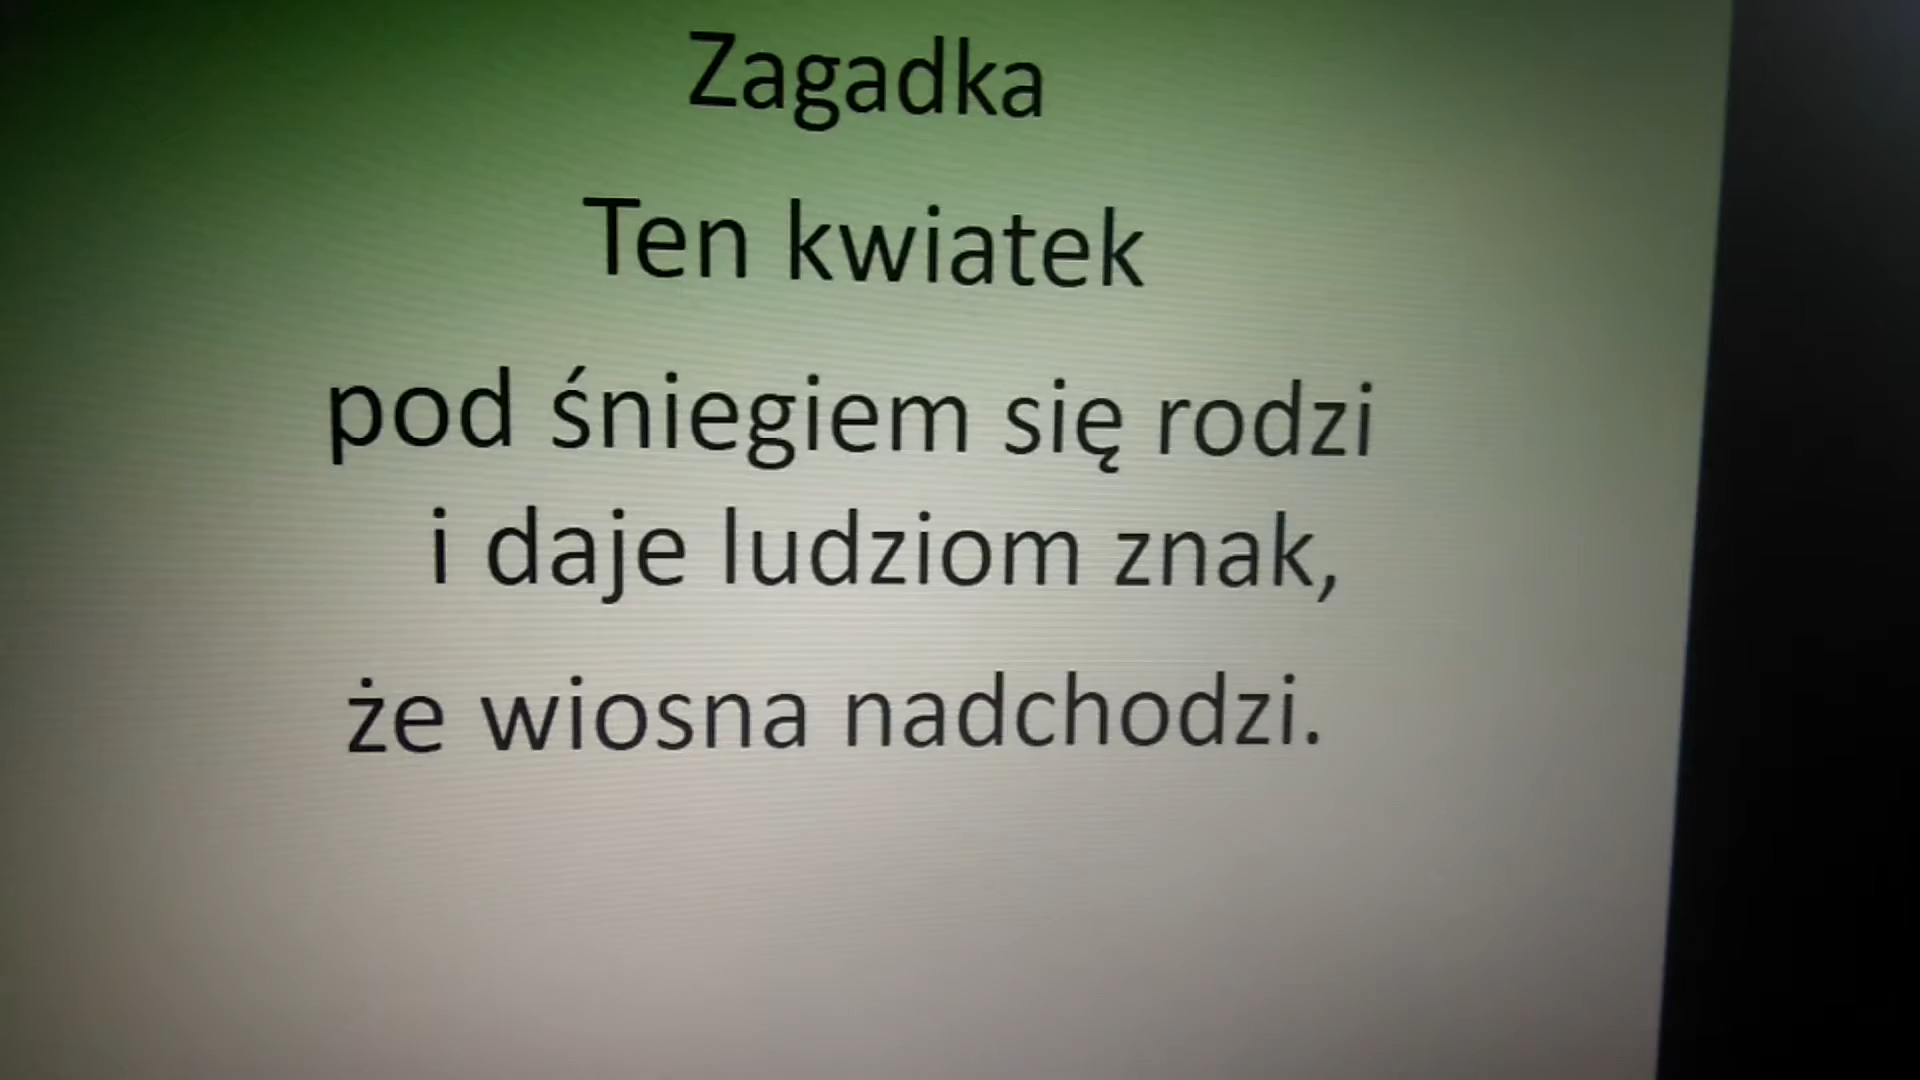 Zagadka
Ten kwiatek
pod śniegiem się rodzi
i daje ludziom znak,
że wiosna nadchodzi.